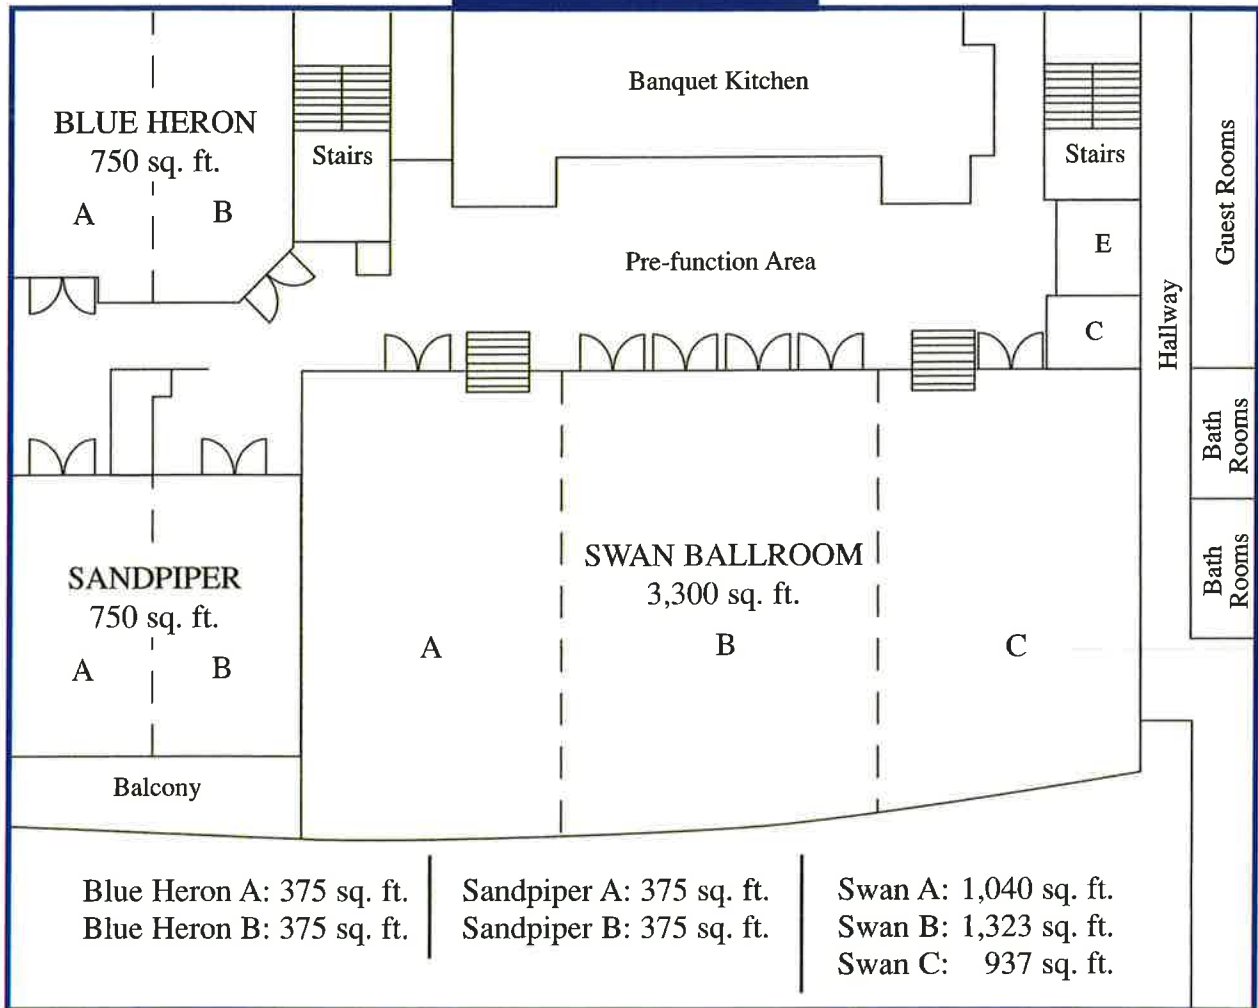 Banquet Kitchen
BLUE HERON
750 sq. ft.
A
B
Stairs
Stairs
Guest Rooms
E
Pre-function Area
C
Hallway
Bath
Rooms
SWAN BALLROOM
3,300 sq. ft.
SANDPIPER
750 sq. ft.
Bath
Rooms
A
B
A
B
C
Balcony
Blue Heron A: 375 sq. ft.
Blue Heron B: 375 sq. ft.
Sandpiper A: 375 sq. ft.
Sandpiper B: 375 sq. ft.
Swan A: 1,040 sq. ft.
Swan B: 1,323 sq. ft.
Swan C: 937 sq. ft.